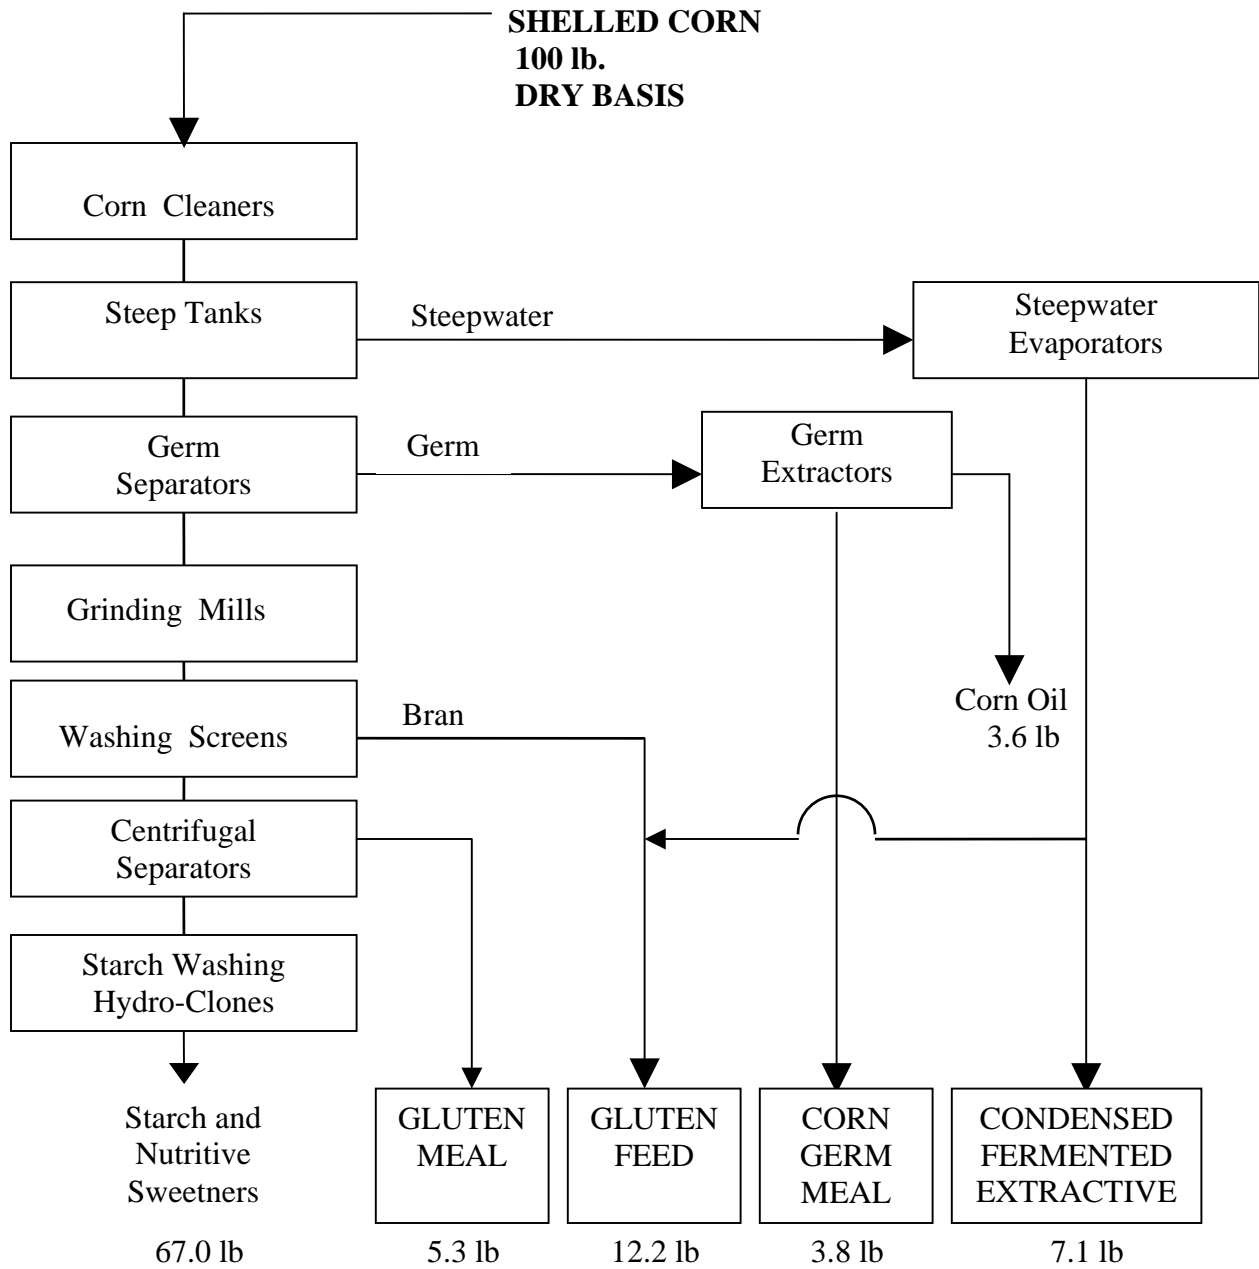 SHELLED CORN
100 lb.
DRY BASIS
Corn Cleaners
Steep Tanks
Steepwater
Steepwater
Evaporators
Germ
Separators
Germ
Germ
Extractors
Grinding Mills
Corn Oil
3.6 lb
Washing Screens
Bran
Centrifugal
Separators
Starch Washing
Hydro-Clones
Starch and
Nutritive
Sweetners
67.0 lb
GLUTEN
MEAL
5.3 lb
GLUTEN
FEED
12.2 lb
CORN
GERM
MEAL
3.8 lb
CONDENSED
FERMENTED
EXTRACTIVE
7.1 lb